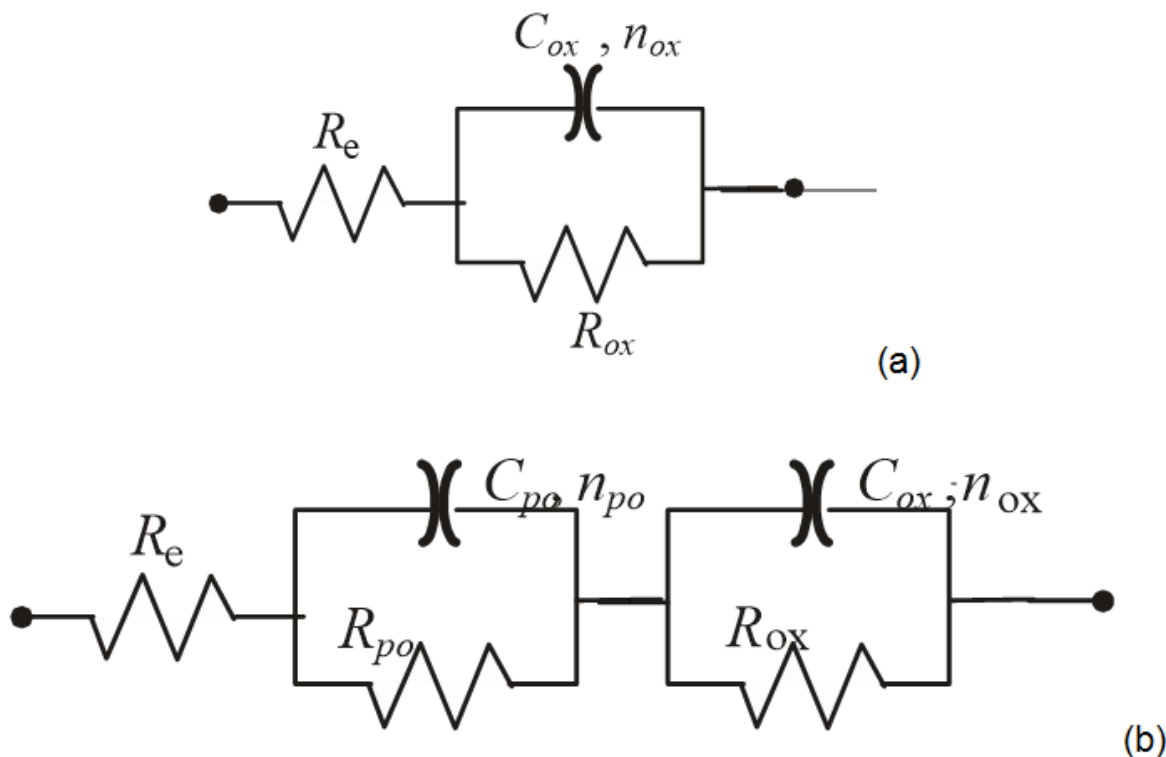 C_ox , n_ox
R_e
R_ox
(a)
C_po, n_po
C_ox , n_ox
R_e
R_po
R_ox
(b)